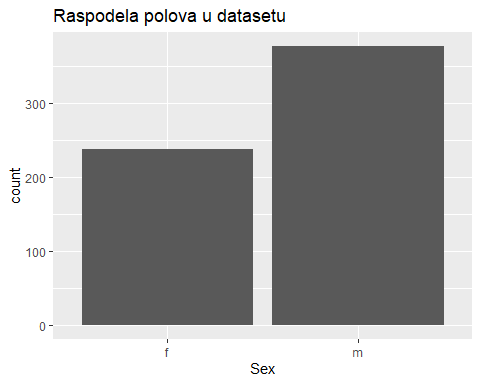 Raspodela polova u datasetu
count
300
200
100
0
f m
Sex